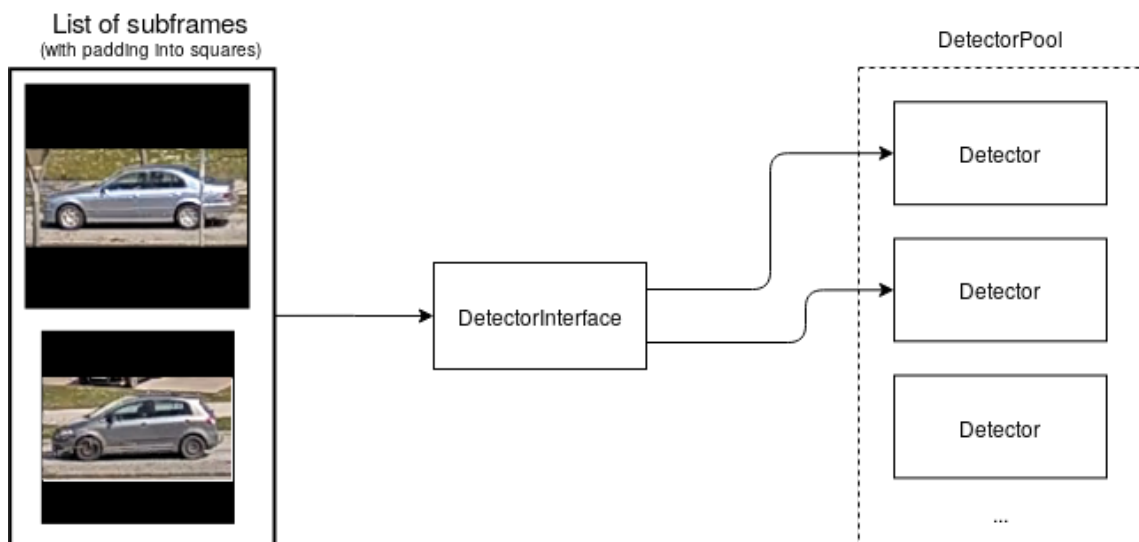 List of subframes
(with padding into squares)
DetectorPool
Detector
DetectorInterface
Detector
Detector
...